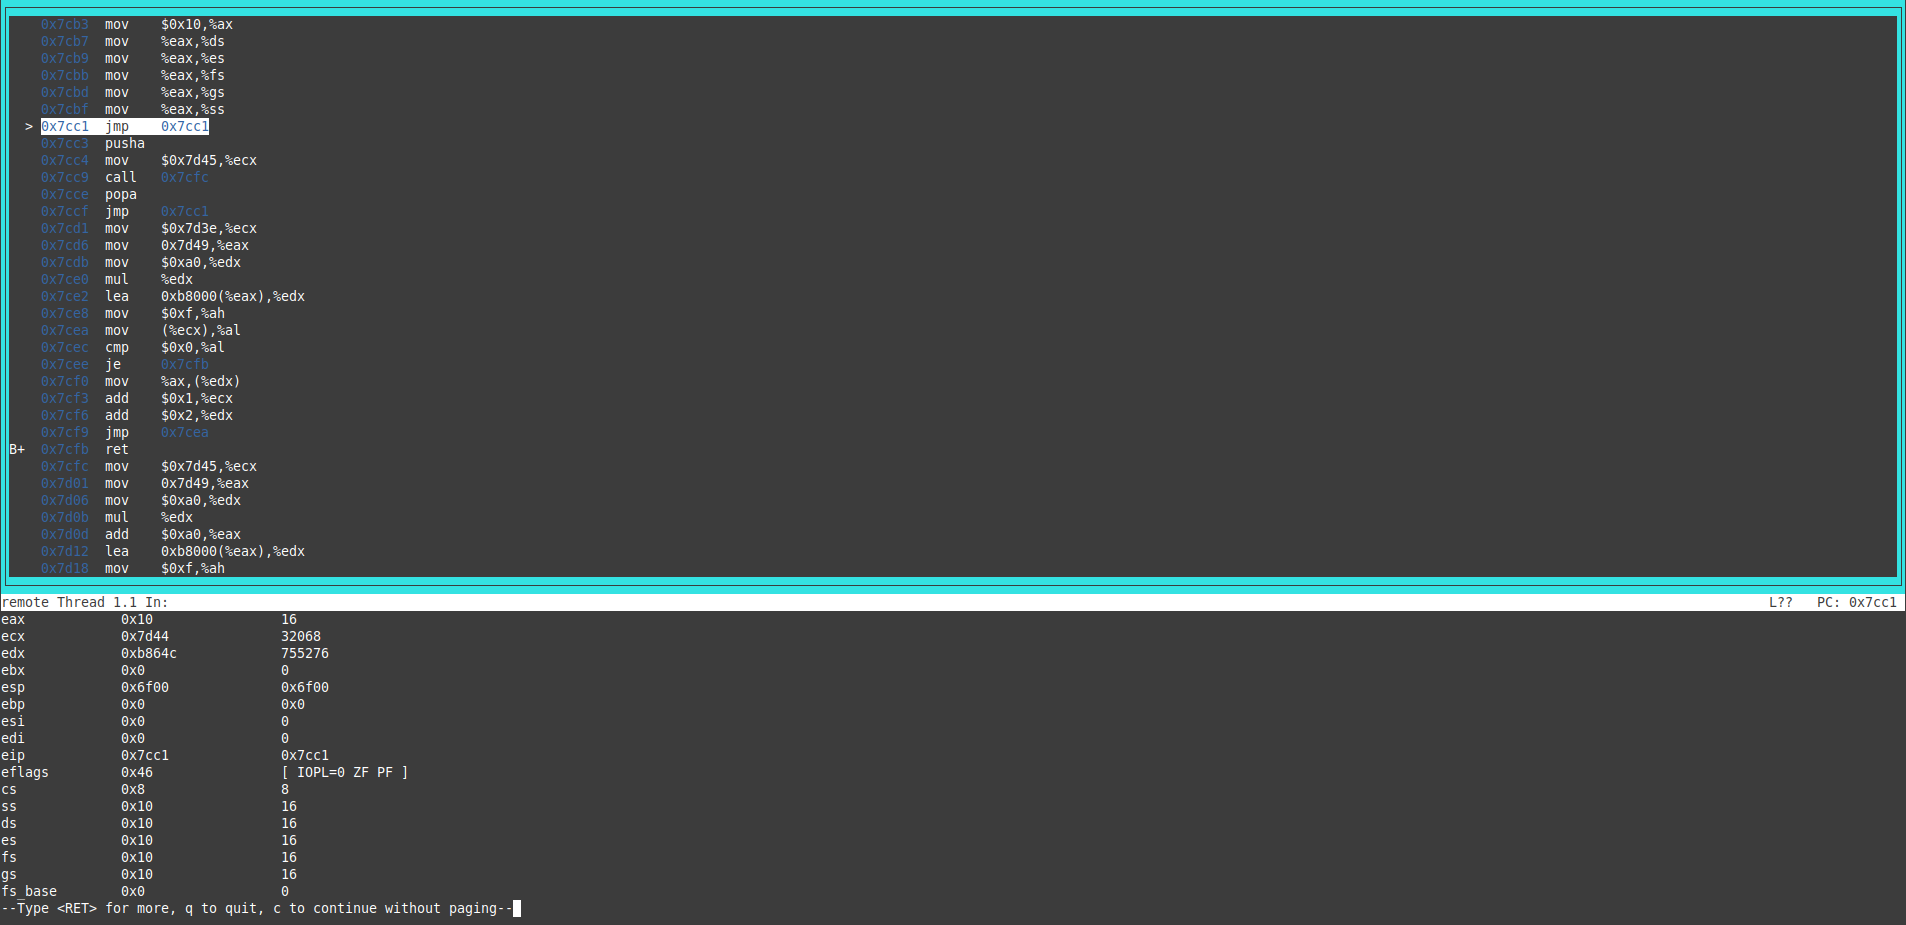 0x7cb3 mov $0x10,%ax
0x7cb7 mov %eax,%ds
0x7cb9 mov %eax,%es
0x7cbb mov %eax,%fs
0x7cbd mov %eax,%gs
0x7cbf mov %eax,%ss
> 0x7cc1 jmp 0x7cc1
0x7cc3 pusha
0x7cc4 mov $0x7d45,%ecx
0x7cc9 call 0x7cfc
0x7cce popa
0x7ccf jmp 0x7cc1
0x7cd1 mov $0x7d3e,%ecx
0x7cd6 mov 0x7d49,%eax
0x7cdb mov $0xa0,%edx
0x7ce0 mul %edx
0x7ce2 lea 0xb8000(%eax),%edx
0x7ce8 mov $0xf,%ah
0x7cea mov (%ecx),%al
0x7cec cmp $0x0,%al
0x7cee je 0x7cfb
0x7cf0 mov %ax,(%edx)
0x7cf3 add $0x1,%ecx
0x7cf6 add $0x2,%edx
0x7cf9 jmp 0x7cea
B+ 0x7cfb ret
0x7cfc mov $0x7d45,%ecx
0x7d01 mov 0x7d49,%eax
0x7d06 mov $0xa0,%edx
0x7d0b mul %edx
0x7d0d add $0xa0,%eax
0x7d12 lea 0xb8000(%eax),%edx
0x7d18 mov $0xf,%ah
remote Thread 1.1 In: L?? PC: 0x7cc1
eax 0x10 16
ecx 0x7d44 32068
edx 0xb864c 755276
ebx 0x0 0
esp 0x6f00 0x6f00
ebp 0x0 0x0
esi 0x0 0
edi 0x0 0
eip 0x7cc1 0x7cc1
eflags 0x46 [ IOPL=0 ZF PF ]
cs 0x8 8
ss 0x10 16
ds 0x10 16
es 0x10 16
fs 0x10 16
gs 0x10 16
fs_base 0x0 0
--Type <RET> for more, q to quit, c to continue without paging--